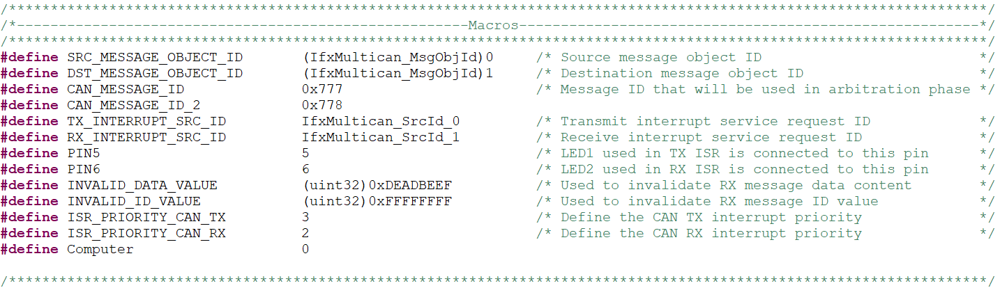 /*********************************************************************************************************************/
/*------------------------------------------------------Macros-------------------------------------------------------*/
/*********************************************************************************************************************/
#define SRC_MESSAGE_OBJECT_ID       (IfxMultican_MsgObjId)0     /* Source message object ID                          */
#define DST_MESSAGE_OBJECT_ID       (IfxMultican_MsgObjId)1     /* Destination message object ID                     */
#define CAN_MESSAGE_ID              0x777                       /* Message ID that will be used in arbitration phase */
#define CAN_MESSAGE_ID_2            0x778
#define TX_INTERRUPT_SRC_ID         IfxMultican_SrcId_0         /* Transmit interrupt service request ID             */
#define RX_INTERRUPT_SRC_ID         IfxMultican_SrcId_1         /* Receive interrupt service request ID              */
#define PIN5                        5                           /* LED1 used in TX ISR is connected to this pin      */
#define PIN6                        6                           /* LED2 used in RX ISR is connected to this pin      */
#define INVALID_DATA_VALUE          (uint32)0xDEADBEEF          /* Used to invalidate RX message data content        */
#define INVALID_ID_VALUE            (uint32)0xFFFFFFFF          /* Used to invalidate RX message ID value            */
#define ISR_PRIORITY_CAN_TX         3                           /* Define the CAN TX interrupt priority              */
#define ISR_PRIORITY_CAN_RX         2                           /* Define the CAN RX interrupt priority              */
#define Computer                    0
/*********************************************************************************************************************/